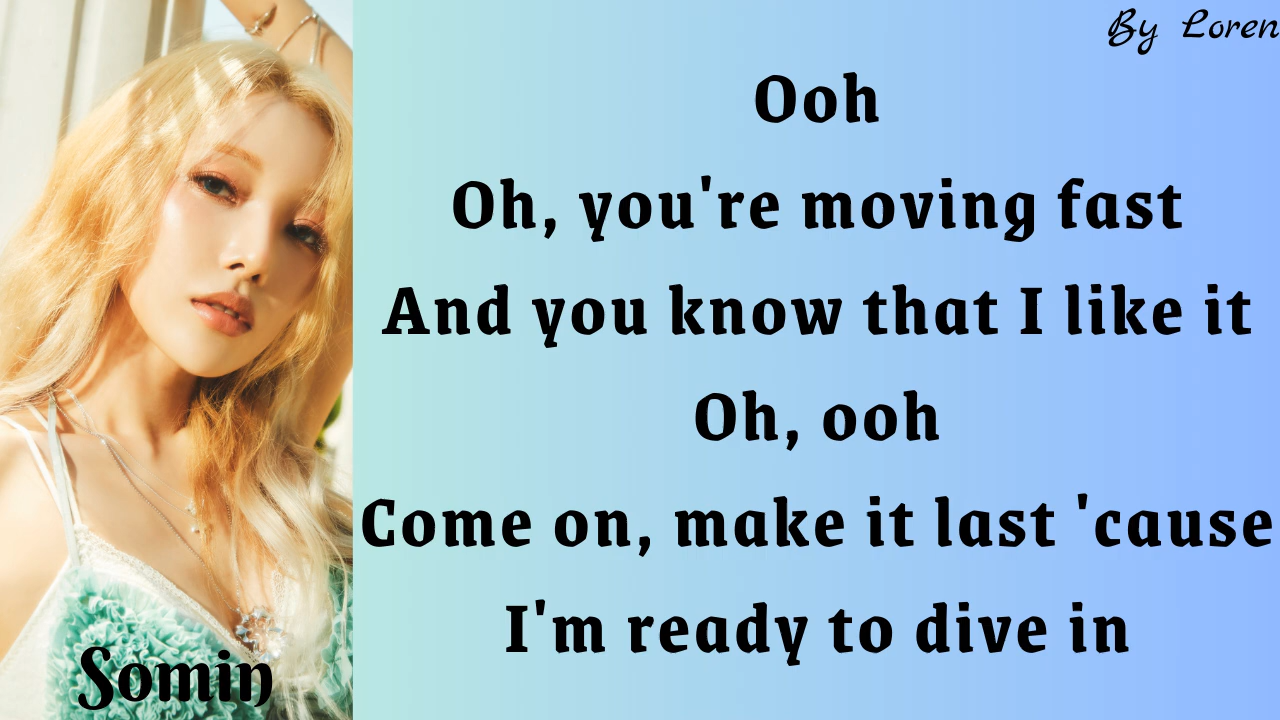 By Loren
Ooh
Oh, you're moving fast
And you know that I like it
Oh, ooh
Come on, make it last 'cause
I'm ready to dive in
Somin